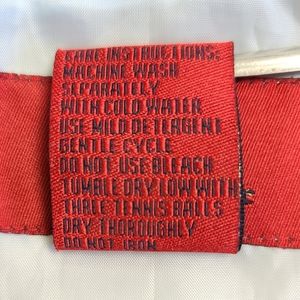 CARE INSTRUCTIONS:
MACHINE WASH
SEPARATELY
WITH COLD WATER
USE MILD DETERGENT
GENTLE CYCLE
DO NOT USE BLEACH
TUMBLE DRY LOW WITH
THREE TENNIS BALLS
DRY THOROUGHLY
DO NOT IRON